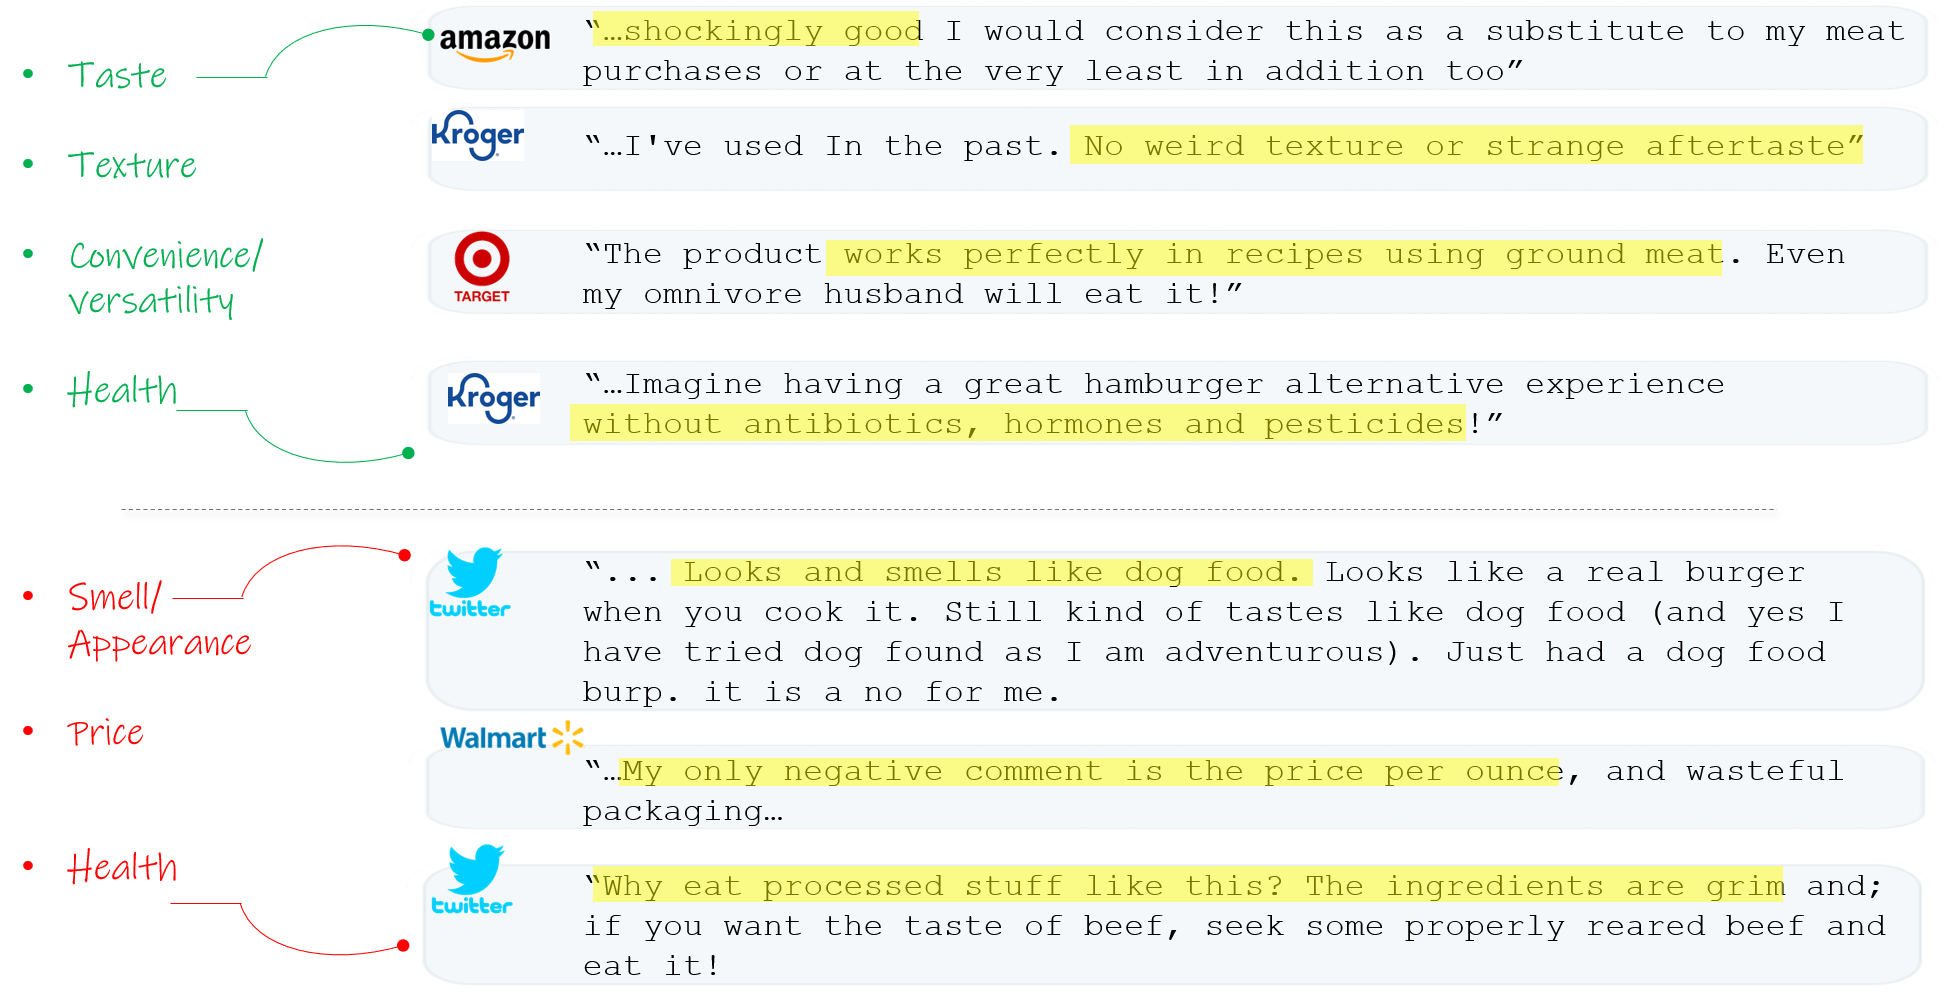 • Taste
amazon
“…shockingly good I would consider this as a substitute to my meat
purchases or at the very least in addition too”
• Texture
Kroger
“…I've used In the past. No weird texture or strange aftertaste”
• Convenience/
versatility
TARGET
“The product works perfectly in recipes using ground meat. Even
my omnivore husband will eat it!”
• Health
Kroger
“…Imagine having a great hamburger alternative experience
without antibiotics, hormones and pesticides!”
• Smell/
Appearance
twitter
“... Looks and smells like dog food. Looks like a real burger
when you cook it. Still kind of tastes like dog food (and yes I
have tried dog found as I am adventurous). Just had a dog food
burp. it is a no for me.
• Price
Walmart
“…My only negative comment is the price per ounce, and wasteful
packaging…
• Health
twitter
“Why eat processed stuff like this? The ingredients are grim and;
if you want the taste of beef, seek some properly reared beef and
eat it!